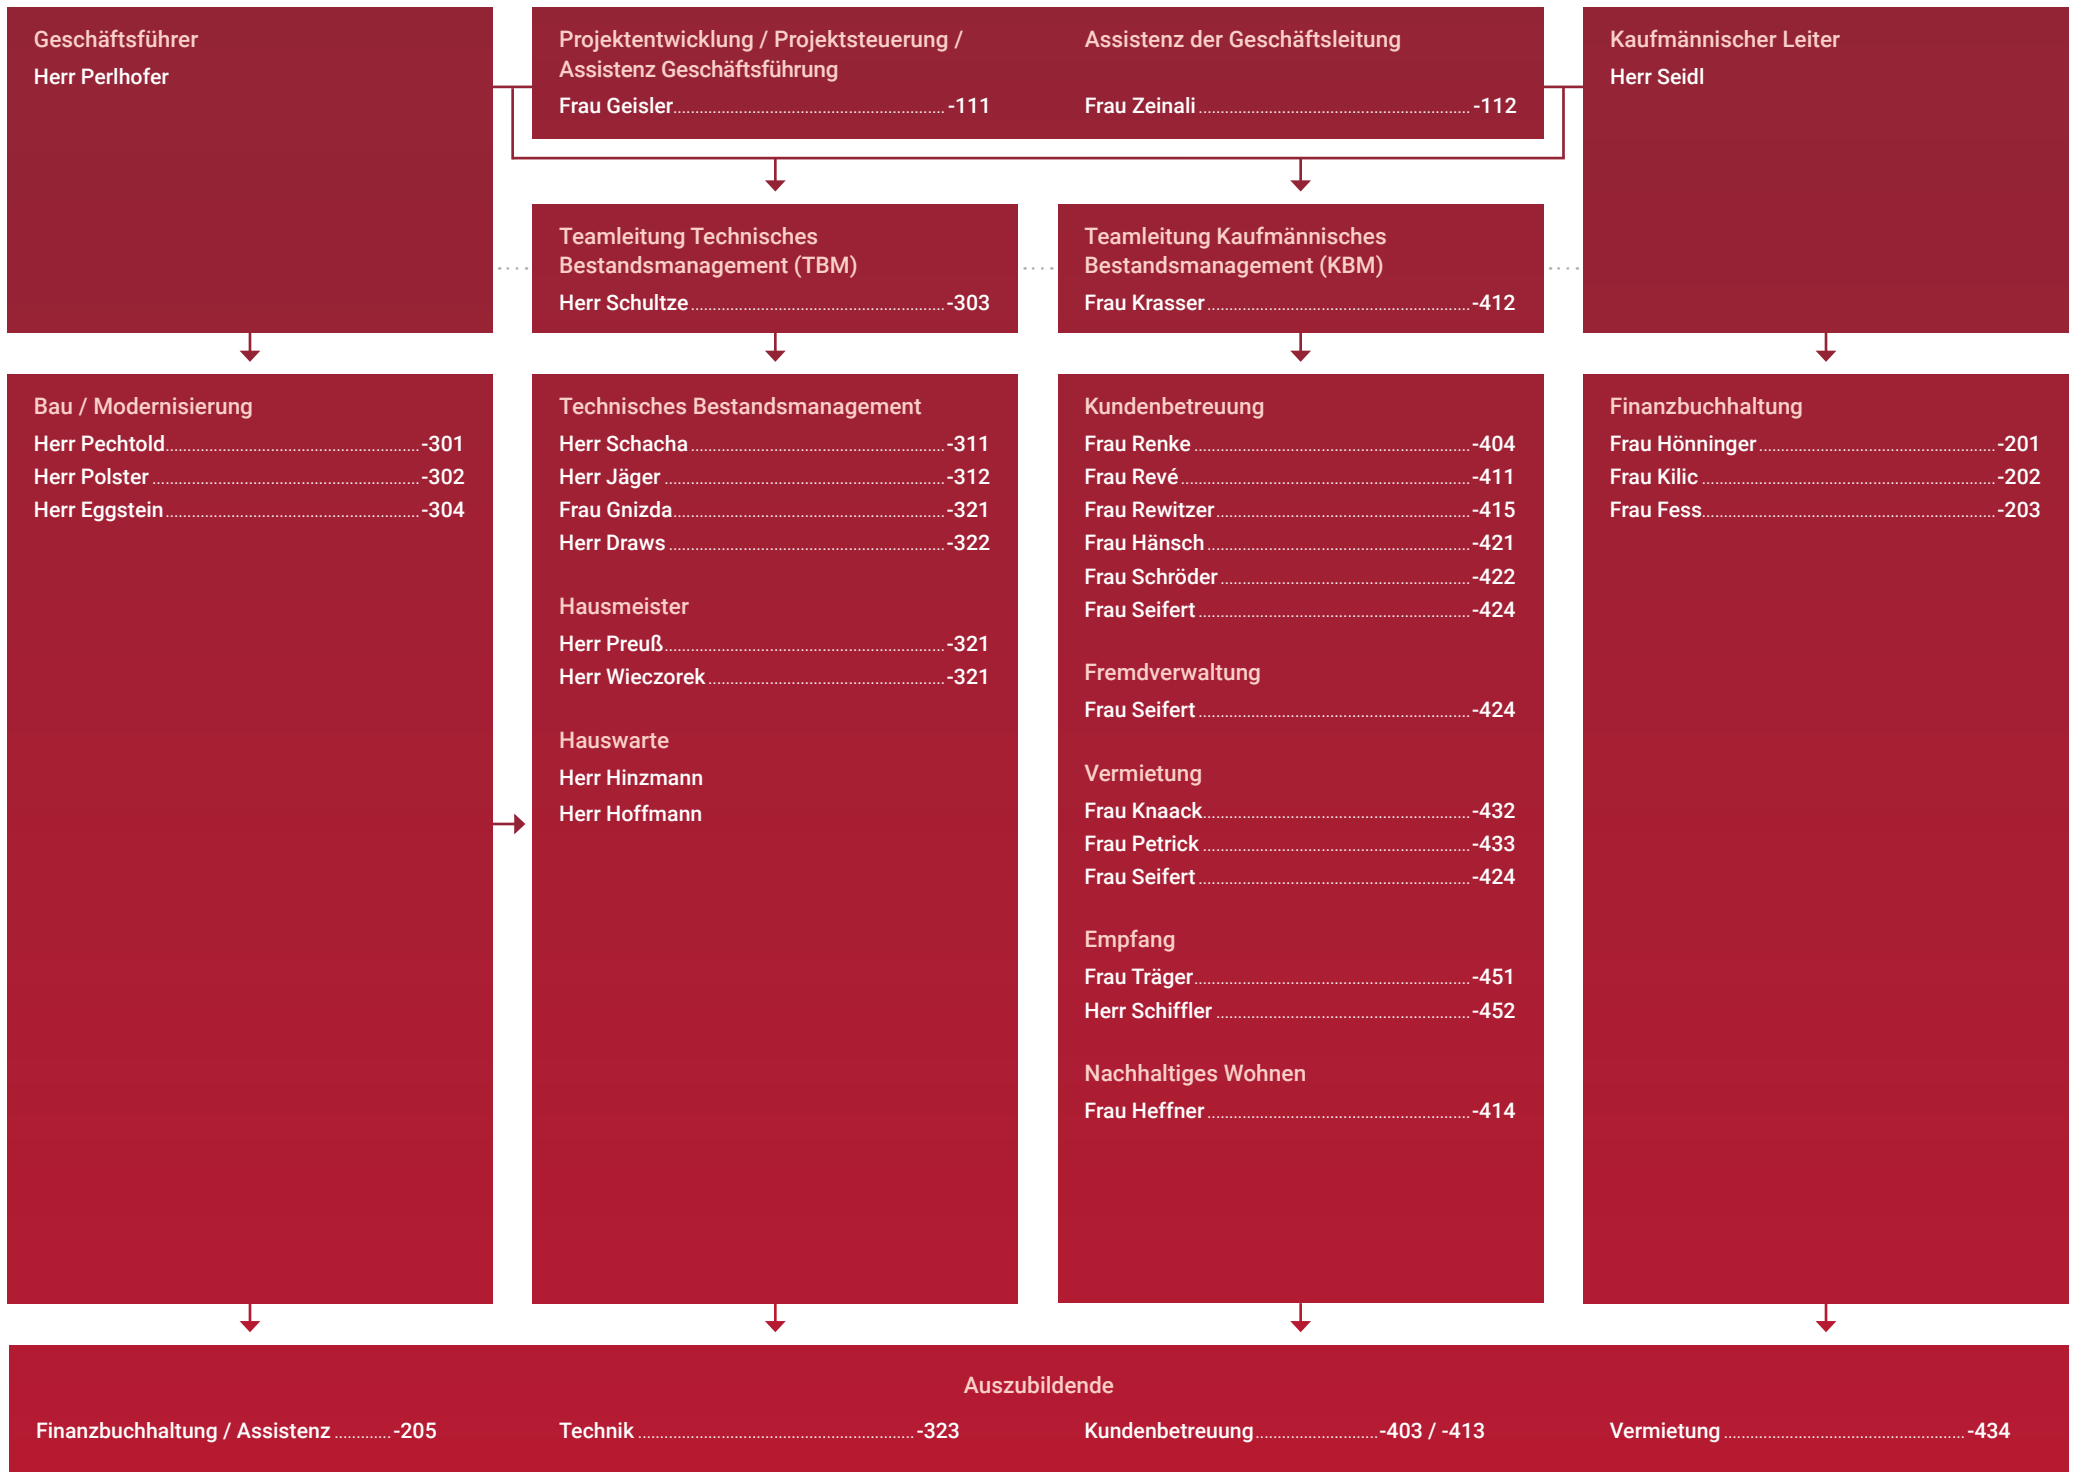 Geschäftsführer
Herr Perlhofer
Projektentwicklung / Projektsteuerung /
Assistenz Geschäftsführung
Frau Geisler -111
Assistenz der Geschäftsleitung
Frau Zeinali -112
Kaufmännischer Leiter
Herr Seidl
Teamleitung Technisches
Bestandsmanagement (TBM)
Herr Schultze -303
Teamleitung Kaufmännisches
Bestandsmanagement (KBM)
Frau Krasser -412
Bau / Modernisierung
Herr Pechtold -301
Herr Polster -302
Herr Eggstein -304
Technisches Bestandsmanagement
Herr Schacha -311
Herr Jäger -312
Frau Gnizda -321
Herr Draws -322
Hausmeister
Herr Preuß -321
Herr Wieczorek -321
Hauswarte
Herr Hinzmann
Herr Hoffmann
Kundenbetreuung
Frau Renke -404
Frau Revé -411
Frau Rewitzer -415
Frau Hänsch -421
Frau Schröder -422
Frau Seifert -424
Fremdverwaltung
Frau Seifert -424
Vermietung
Frau Knaack -432
Frau Petrick -433
Frau Seifert -424
Empfang
Frau Träger -451
Herr Schiffler -452
Nachhaltiges Wohnen
Frau Heffner -414
Finanzbuchhaltung
Frau Hönninger -201
Frau Kilic -202
Frau Fess -203
Auszubildende
Finanzbuchhaltung / Assistenz -205
Technik -323
Kundenbetreuung -403 / -413
Vermietung -434